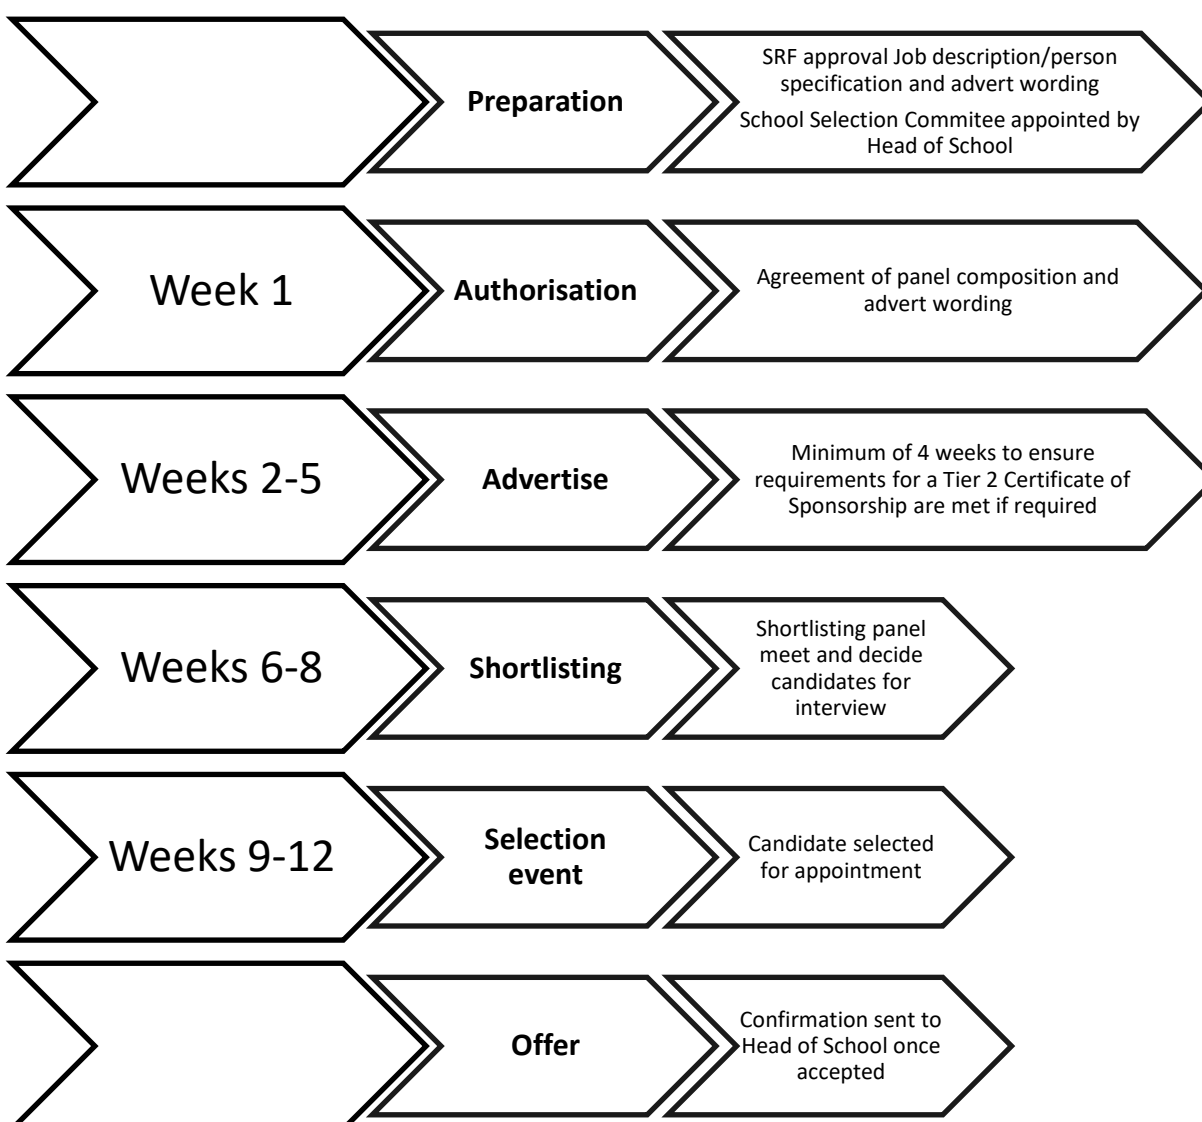 Preparation
SRF approval Job description/person
specification and advert wording
School Selection Commitee appointed by
Head of School
Week 1
Authorisation
Agreement of panel composition and
advert wording
Weeks 2-5
Advertise
Minimum of 4 weeks to ensure
requirements for a Tier 2 Certificate of
Sponsorship are met if required
Weeks 6-8
Shortlisting
Shortlisting panel
meet and decide
candidates for
interview
Weeks 9-12
Selection
event
Candidate selected
for appointment
Offer
Confirmation sent to
Head of School once
accepted